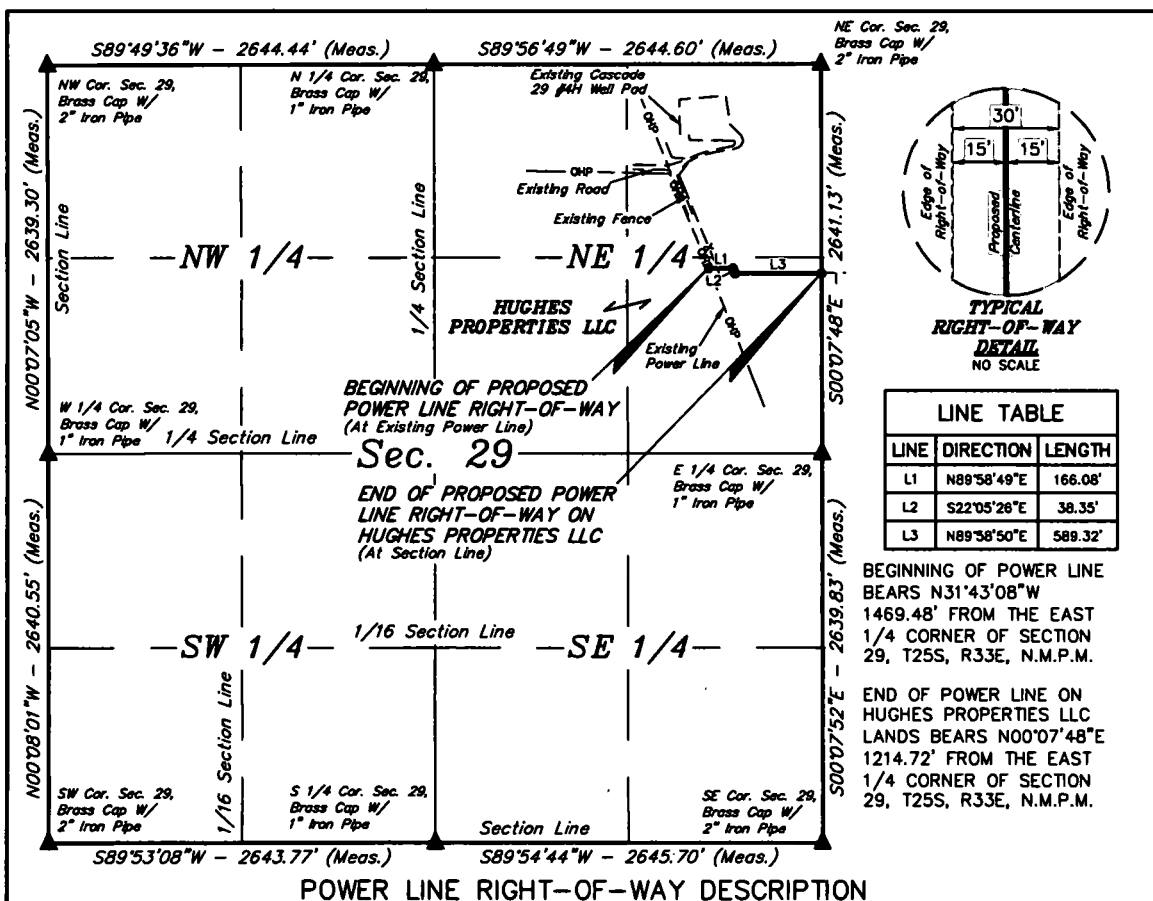 S89°49'36"W - 2644.44' (Meas.)
S89°56'49"W - 2644.60' (Meas.)
NE Cor. Sec. 29,
Brass Cap W/
2" Iron Pipe
NW Cor. Sec. 29,
Brass Cap W/
2" Iron Pipe
N 1/4 Cor. Sec. 29,
Brass Cap W/
1" Iron Pipe
Existing Cascade
29 #4H Well Pad
OHP
OHP
Existing Road
Existing Fence
OHP
OHP
N00°07'05"W - 2639.30' (Meas.)
Section Line
1/4 Section Line
NW 1/4
NE 1/4
L1
L2
L3
HUGHES
PROPERTIES LLC
Existing
Power Line
OHP
S00°07'48"E - 2641.13' (Meas.)
BEGINNING OF PROPOSED
POWER LINE RIGHT-OF-WAY
(At Existing Power Line)
W 1/4 Cor. Sec. 29,
Brass Cap W/
1" Iron Pipe
1/4 Section Line
Sec. 29
E 1/4 Cor. Sec. 29,
Brass Cap W/
1" Iron Pipe
END OF PROPOSED POWER
LINE RIGHT-OF-WAY ON
HUGHES PROPERTIES LLC
(At Section Line)
N00°08'01"W - 2640.55' (Meas.)
SW 1/4
1/16 Section Line
SE 1/4
1/16 Section Line
S00°07'52"E - 2639.83' (Meas.)
SW Cor. Sec. 29,
Brass Cap W/
2" Iron Pipe
S 1/4 Cor. Sec. 29,
Brass Cap W/
1" Iron Pipe
Section Line
SE Cor. Sec. 29,
Brass Cap W/
2" Iron Pipe
S89°53'08"W - 2643.77' (Meas.)
S89°54'44"W - 2645.70' (Meas.)
30'
15' 15'
Edge of
Right-of-Way
Proposed
Centerline
Edge of
Right-of-Way
TYPICAL
RIGHT-OF-WAY
DETAIL
NO SCALE
LINE TABLE
LINE DIRECTION LENGTH
L1 N89°58'49"E 166.08'
L2 S22°05'26"E 38.35'
L3 N89°58'50"E 589.32'
BEGINNING OF POWER LINE
BEARS N31°43'08"W
1469.48' FROM THE EAST
1/4 CORNER OF SECTION
29, T25S, R33E, N.M.P.M.
END OF POWER LINE ON
HUGHES PROPERTIES LLC
LANDS BEARS N00°07'48"E
1214.72' FROM THE EAST
1/4 CORNER OF SECTION
29, T25S, R33E, N.M.P.M.
POWER LINE RIGHT-OF-WAY DESCRIPTION